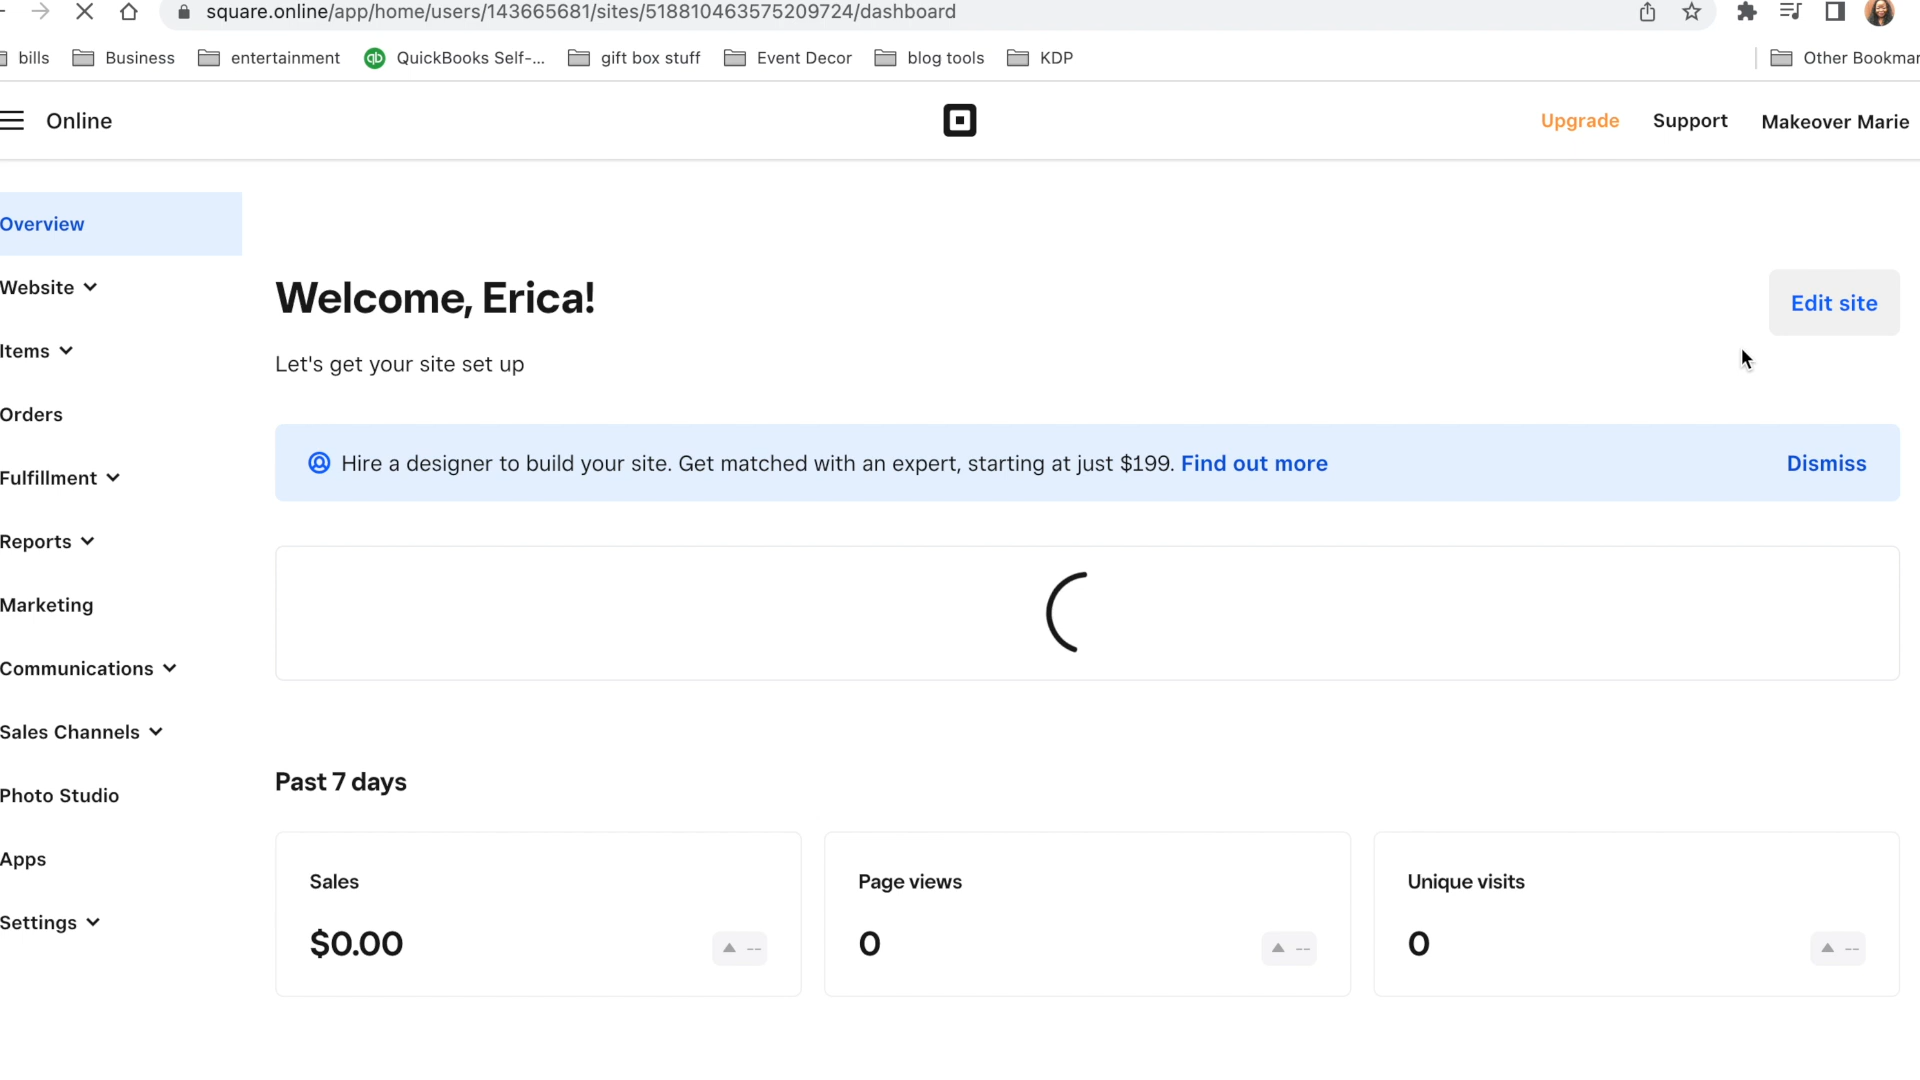 square.online/app/home/users/143665681/sites/518810463575209724/dashboard
bills Business entertainment qb QuickBooks Self-... gift box stuff Event Decor blog tools KDP Other Bookmar
Online Upgrade Support Makeover Marie
Overview
Website
Items
Orders
Fulfillment
Reports
Marketing
Communications
Sales Channels
Photo Studio
Apps
Settings
Welcome, Erica!
Edit site
Let's get your site set up
Hire a designer to build your site. Get matched with an expert, starting at just $199. Find out more Dismiss
Past 7 days
Sales
$0.00 --
Page views
0 --
Unique visits
0 --